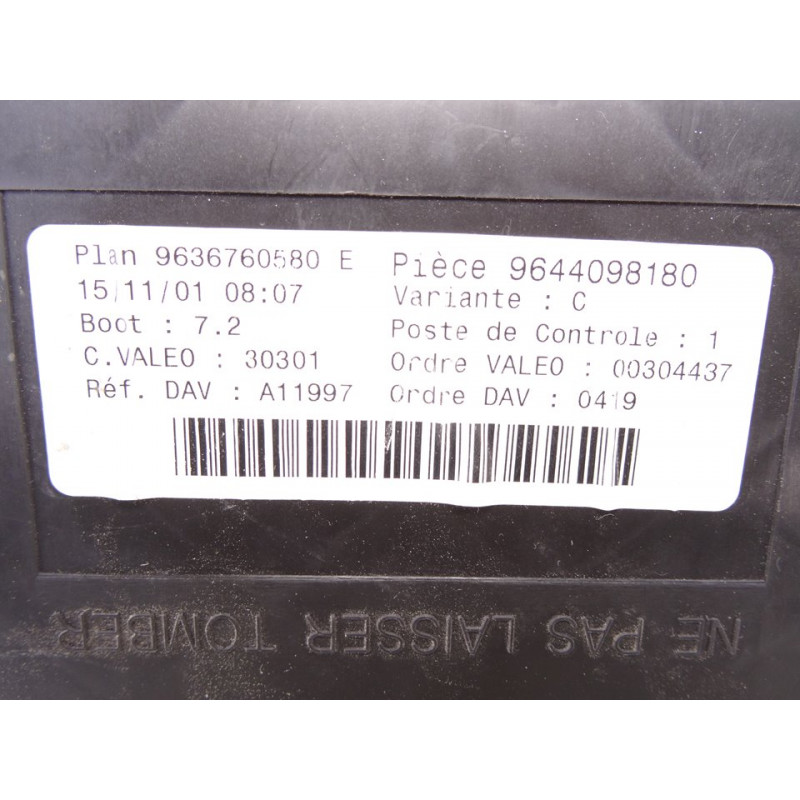 Plan 9636760580 E Pièce 9644098180
15/11/01 08:07 Variante : C
Boot : 7.2 Poste de Controle : 1
C.VALEO : 30301 Ordre VALEO : 00304437
Réf. DAV : A11997 Ordre DAV : 0419
NE PAS LAISSER TOMBER